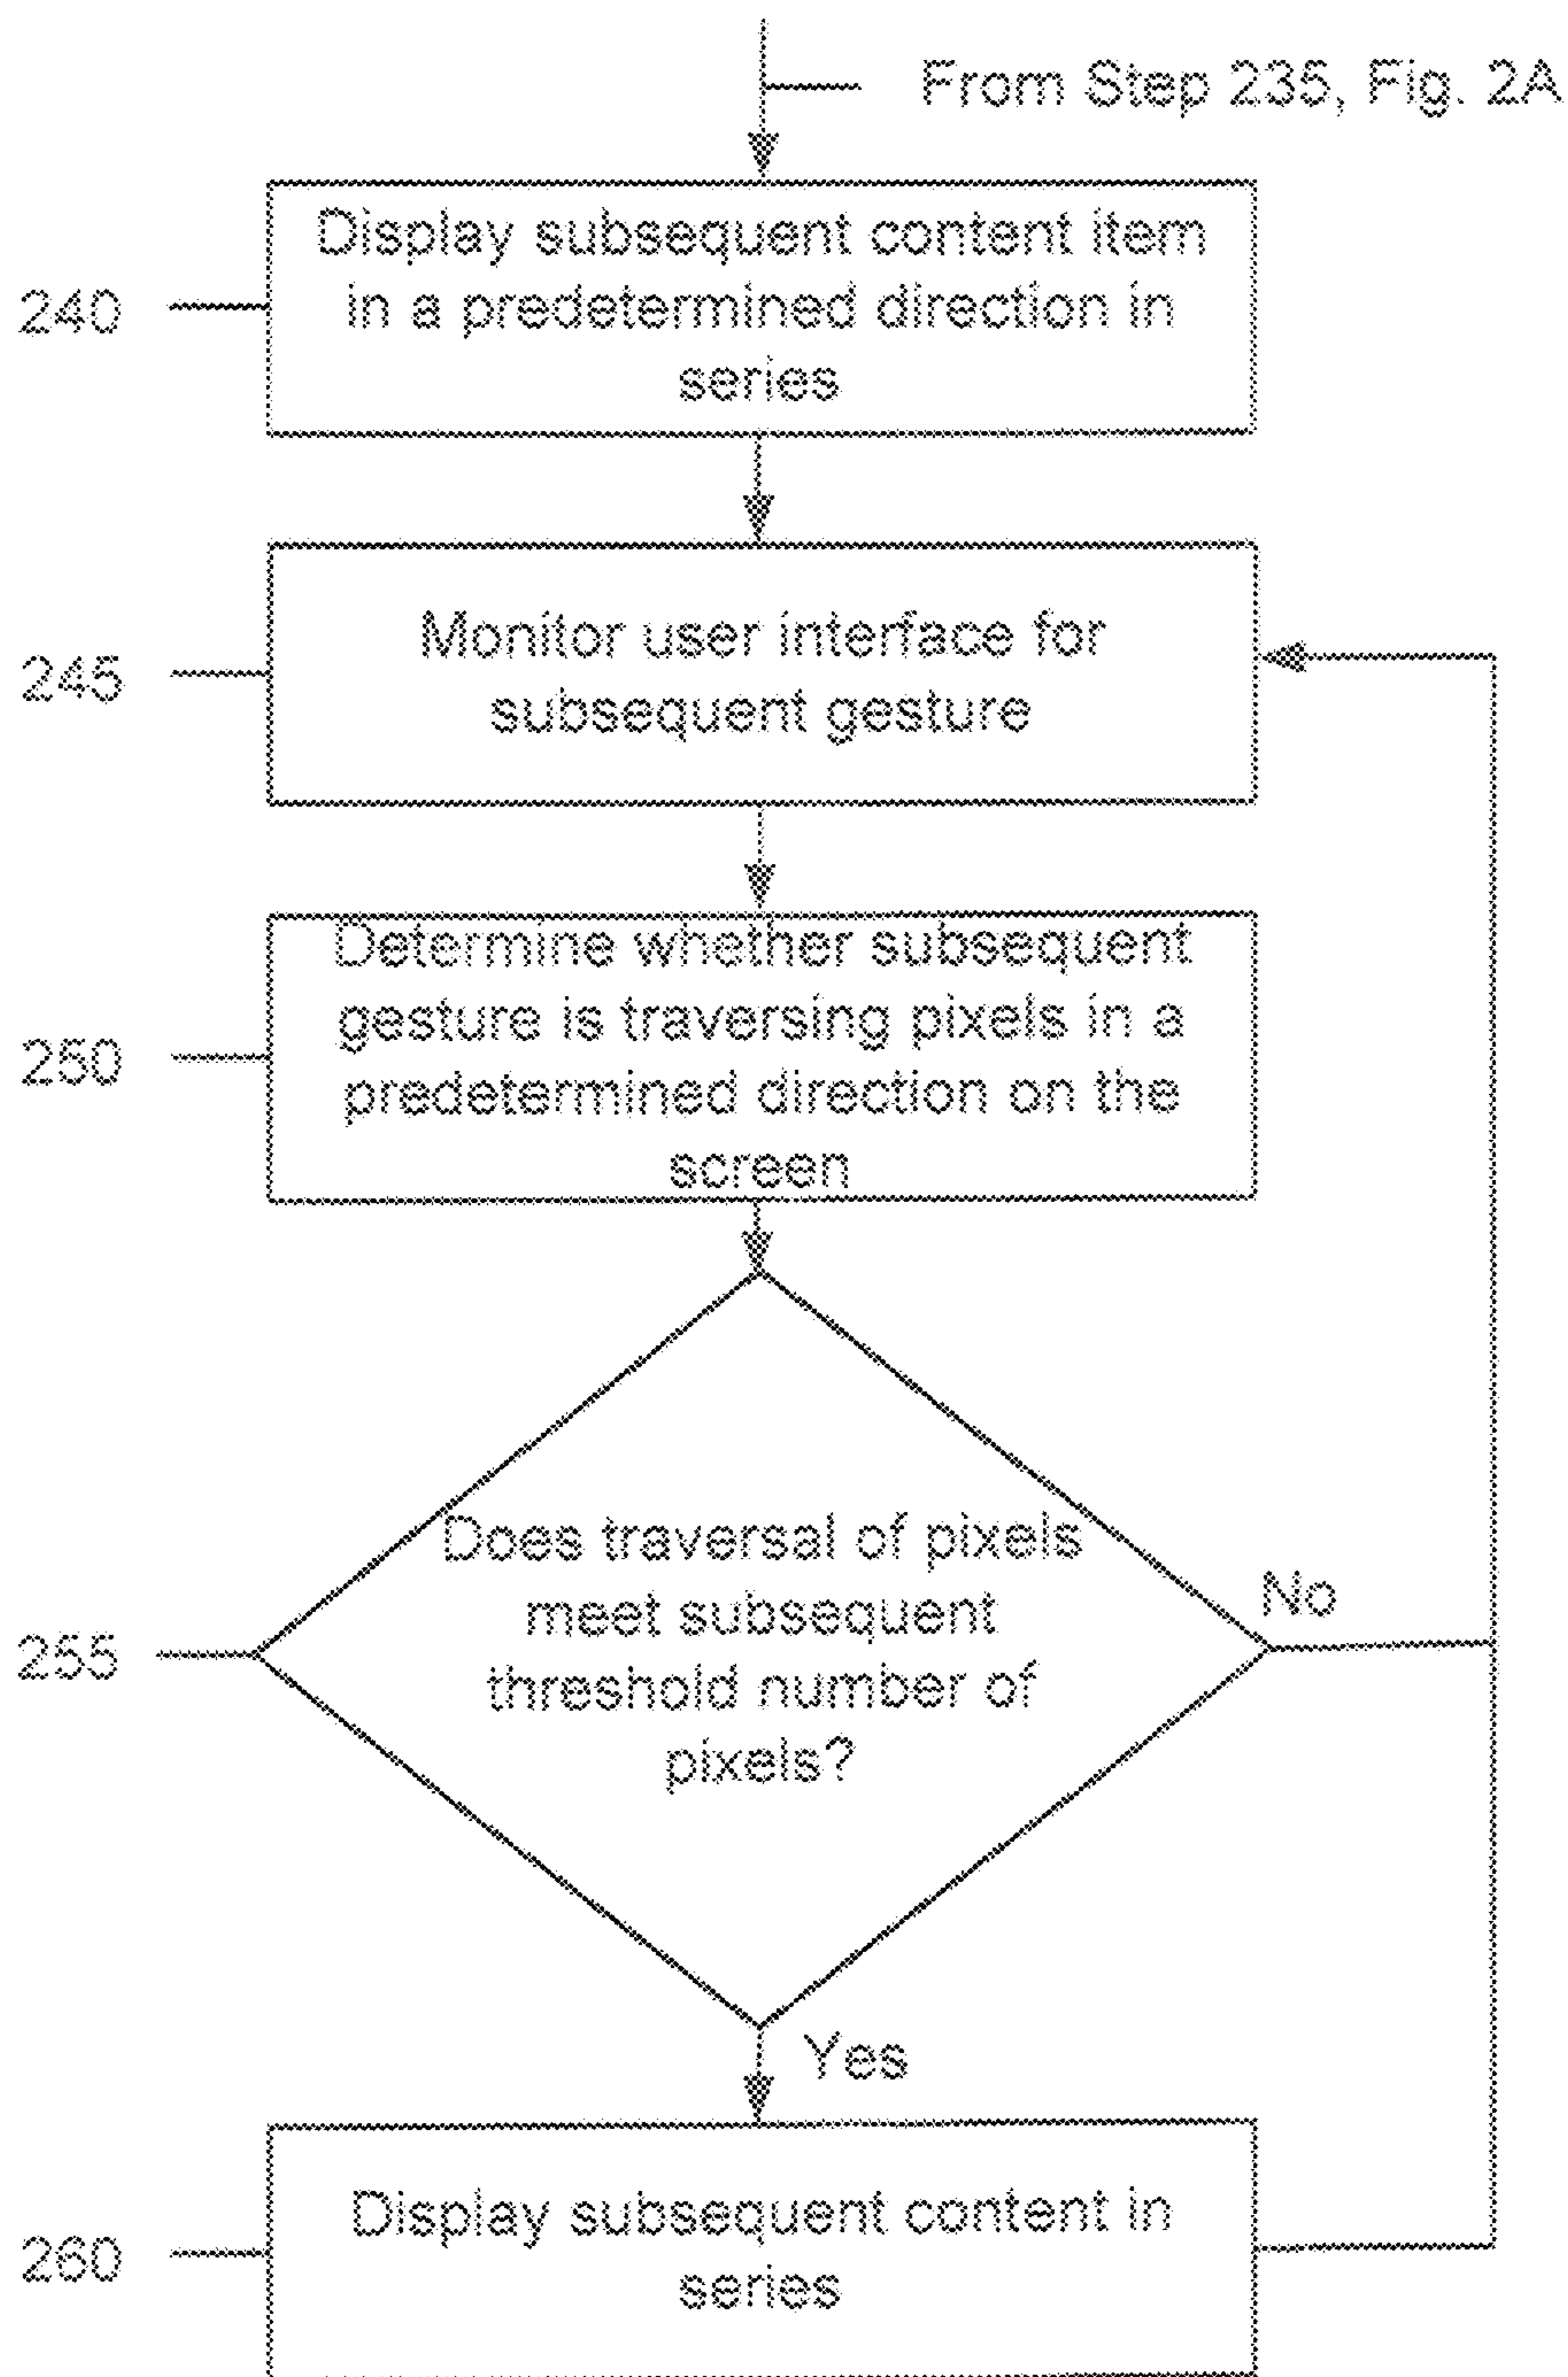 From Step 235, Fig. 2A
240
Display subsequent content item
in a predetermined direction in
series
245
Monitor user interface for
subsequent gesture
250
Determine whether subsequent
gesture is traversing pixels in a
predetermined direction on the
screen
255
Does traversal of pixels
meet subsequent
threshold number of
pixels?
No
Yes
260
Display subsequent content in
series